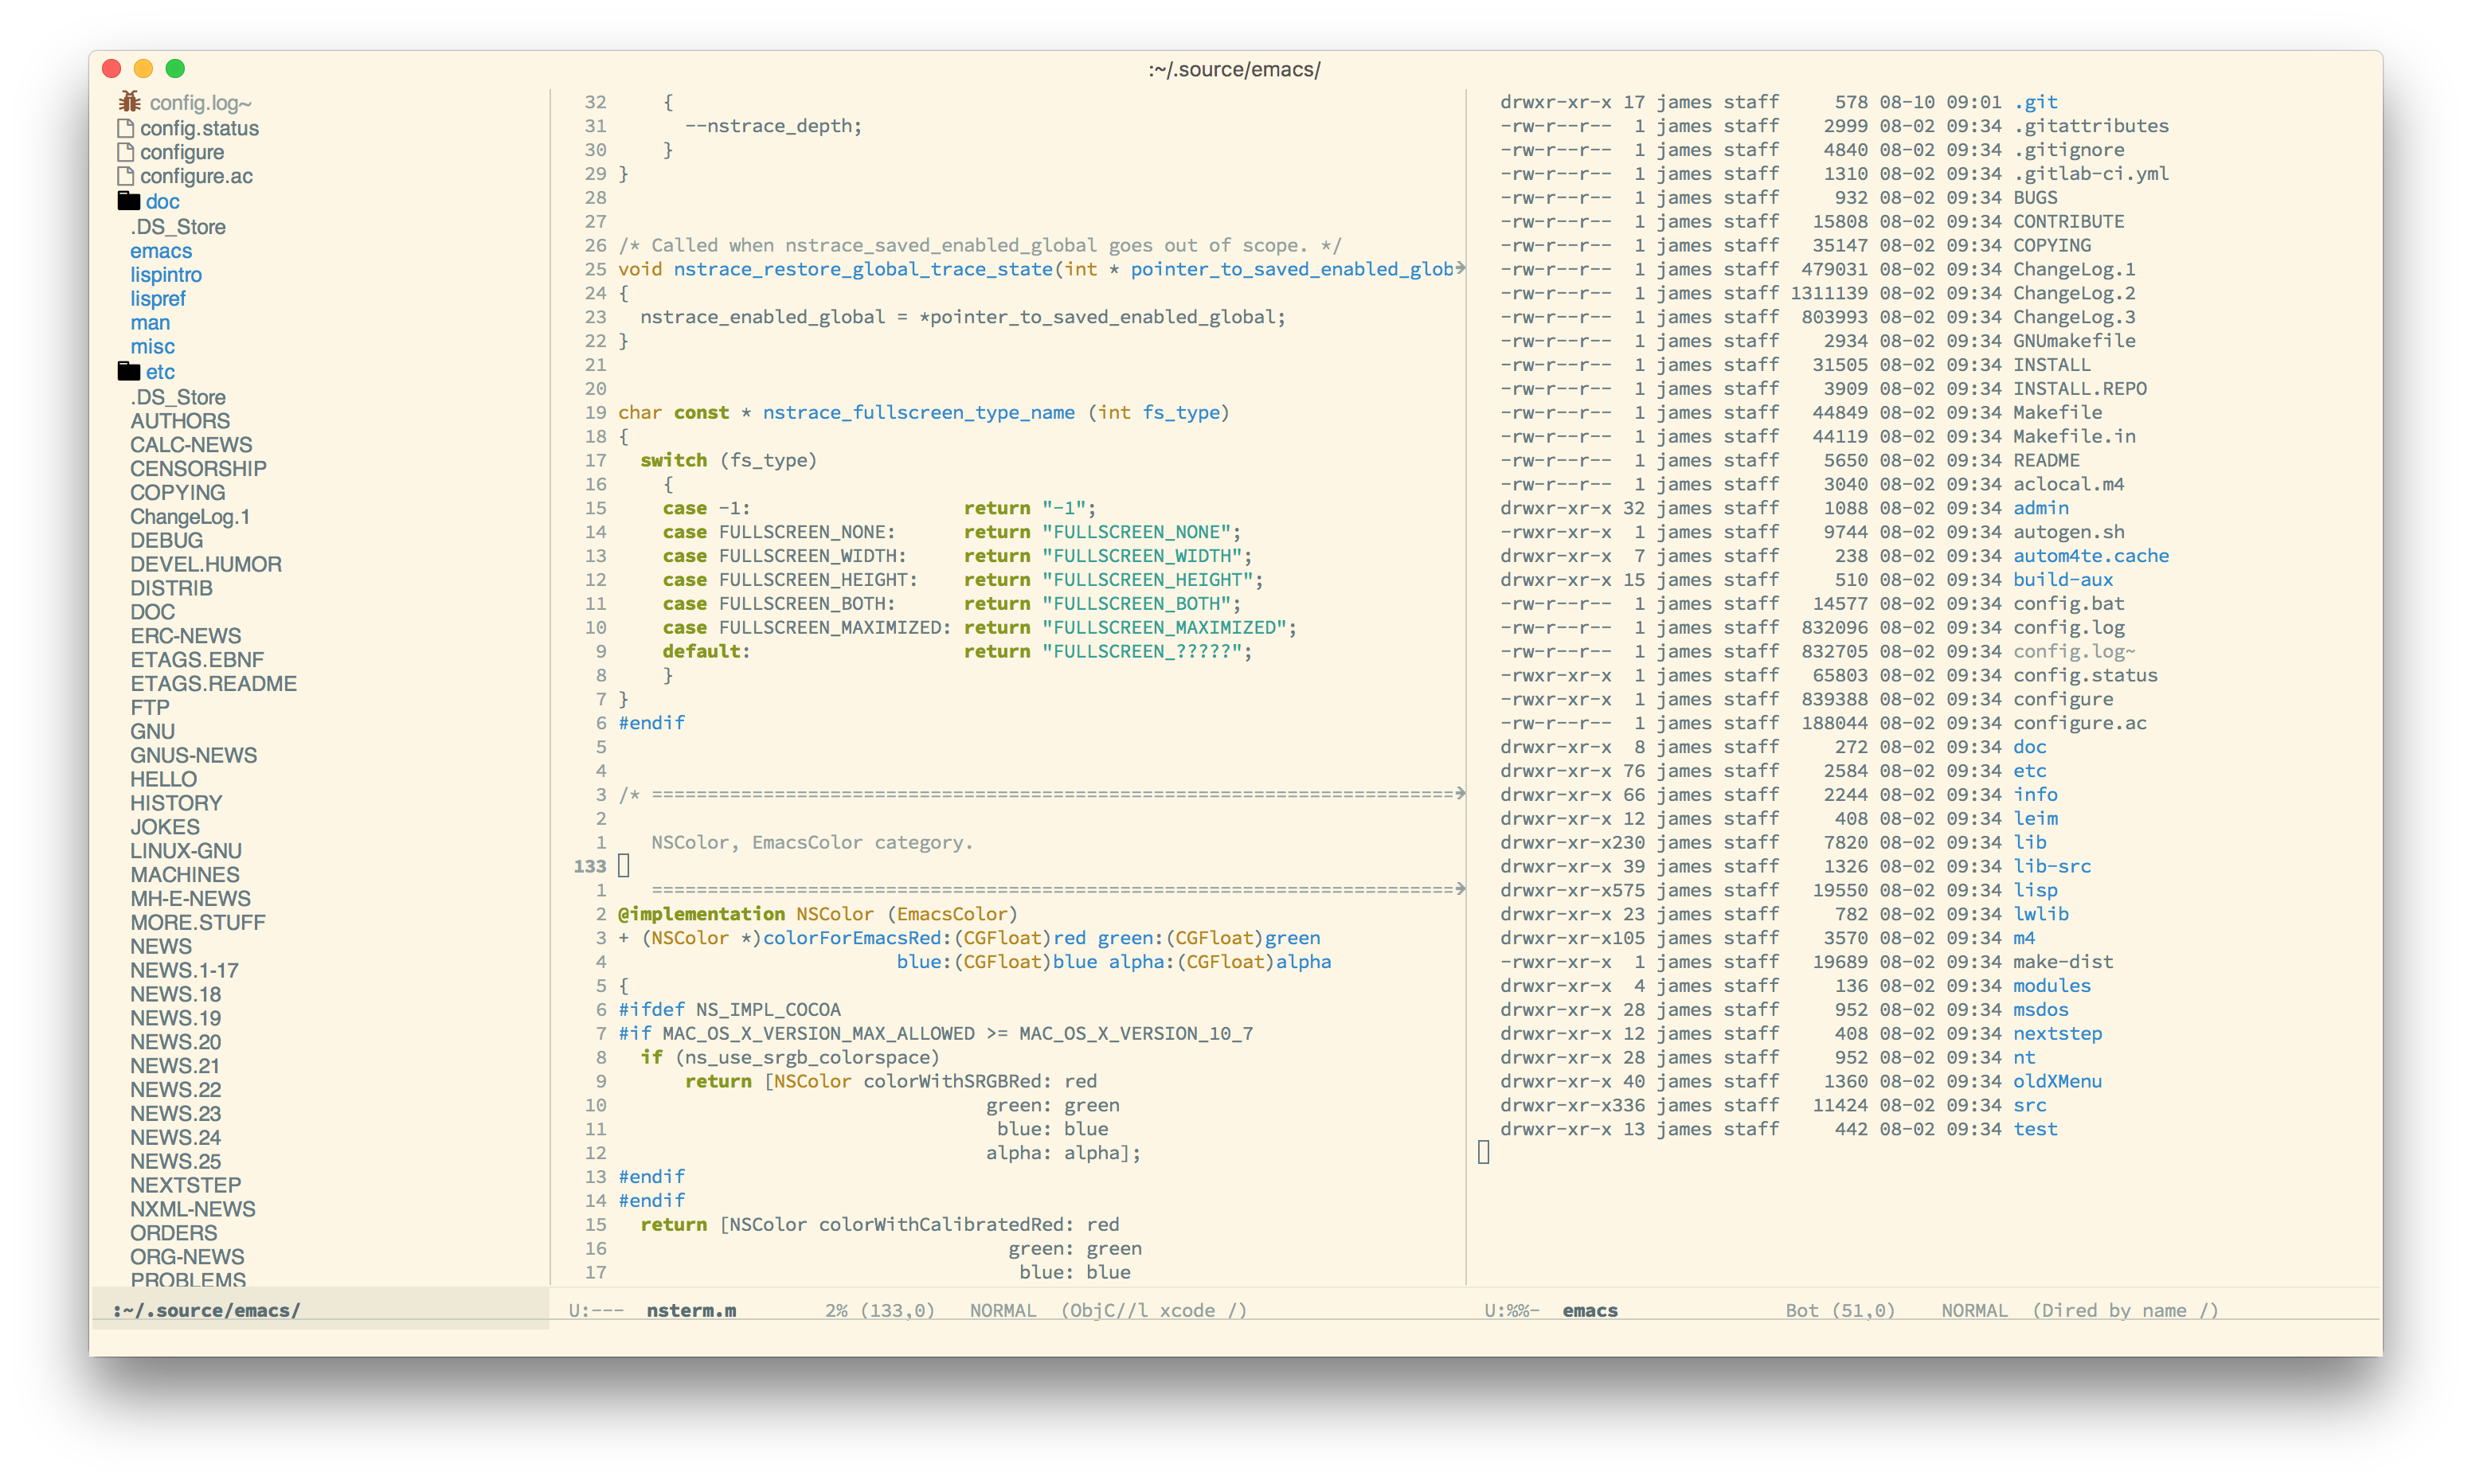 :~/.source/emacs/
config.log~
config.status
configure
configure.ac
doc
.DS_Store
emacs
lispintro
lispref
man
misc
etc
.DS_Store
AUTHORS
CALC-NEWS
CENSORSHIP
COPYING
ChangeLog.1
DEBUG
DEVEL.HUMOR
DISTRIB
DOC
ERC-NEWS
ETAGS.EBNF
ETAGS.README
FTP
GNU
GNUS-NEWS
HELLO
HISTORY
JOKES
LINUX-GNU
MACHINES
MH-E-NEWS
MORE.STUFF
NEWS
NEWS.1-17
NEWS.18
NEWS.19
NEWS.20
NEWS.21
NEWS.22
NEWS.23
NEWS.24
NEWS.25
NEXTSTEP
NXML-NEWS
ORDERS
ORG-NEWS
PROBLEMS
:~/.source/emacs/
32     {
31       --nstrace_depth;
30     }
29 }
28
27
26 /* Called when nstrace_saved_enabled_global goes out of scope. */
25 void nstrace_restore_global_trace_state(int * pointer_to_saved_enabled_glob
24 {
23   nstrace_enabled_global = *pointer_to_saved_enabled_global;
22 }
21
20
19 char const * nstrace_fullscreen_type_name (int fs_type)
18 {
17   switch (fs_type)
16     {
15     case -1:                   return "-1";
14     case FULLSCREEN_NONE:      return "FULLSCREEN_NONE";
13     case FULLSCREEN_WIDTH:     return "FULLSCREEN_WIDTH";
12     case FULLSCREEN_HEIGHT:    return "FULLSCREEN_HEIGHT";
11     case FULLSCREEN_BOTH:      return "FULLSCREEN_BOTH";
10     case FULLSCREEN_MAXIMIZED: return "FULLSCREEN_MAXIMIZED";
9     default:                   return "FULLSCREEN_?????";
8     }
7 }
6 #endif
5
4
3 /* ========================================================================
2
1    NSColor, EmacsColor category.
133
1    ========================================================================
2 @implementation NSColor (EmacsColor)
3 + (NSColor *)colorForEmacsRed:(CGFloat)red green:(CGFloat)green
4                          blue:(CGFloat)blue alpha:(CGFloat)alpha
5 {
6 #ifdef NS_IMPL_COCOA
7 #if MAC_OS_X_VERSION_MAX_ALLOWED >= MAC_OS_X_VERSION_10_7
8   if (ns_use_srgb_colorspace)
9       return [NSColor colorWithSRGBRed: red
10                                  green: green
11                                   blue: blue
12                                  alpha: alpha];
13 #endif
14 #endif
15   return [NSColor colorWithCalibratedRed: red
16                                    green: green
17                                     blue: blue
U:---  nsterm.m        2% (133,0)   NORMAL  (ObjC//l xcode /)
drwxr-xr-x 17 james staff     578 08-10 09:01 .git
-rw-r--r--  1 james staff    2999 08-02 09:34 .gitattributes
-rw-r--r--  1 james staff    4840 08-02 09:34 .gitignore
-rw-r--r--  1 james staff    1310 08-02 09:34 .gitlab-ci.yml
-rw-r--r--  1 james staff     932 08-02 09:34 BUGS
-rw-r--r--  1 james staff   15808 08-02 09:34 CONTRIBUTE
-rw-r--r--  1 james staff   35147 08-02 09:34 COPYING
-rw-r--r--  1 james staff  479031 08-02 09:34 ChangeLog.1
-rw-r--r--  1 james staff 1311139 08-02 09:34 ChangeLog.2
-rw-r--r--  1 james staff  803993 08-02 09:34 ChangeLog.3
-rw-r--r--  1 james staff    2934 08-02 09:34 GNUmakefile
-rw-r--r--  1 james staff   31505 08-02 09:34 INSTALL
-rw-r--r--  1 james staff    3909 08-02 09:34 INSTALL.REPO
-rw-r--r--  1 james staff   44849 08-02 09:34 Makefile
-rw-r--r--  1 james staff   44119 08-02 09:34 Makefile.in
-rw-r--r--  1 james staff    5650 08-02 09:34 README
-rw-r--r--  1 james staff    3040 08-02 09:34 aclocal.m4
drwxr-xr-x 32 james staff    1088 08-02 09:34 admin
-rwxr-xr-x  1 james staff    9744 08-02 09:34 autogen.sh
drwxr-xr-x  7 james staff     238 08-02 09:34 autom4te.cache
drwxr-xr-x 15 james staff     510 08-02 09:34 build-aux
-rw-r--r--  1 james staff   14577 08-02 09:34 config.bat
-rw-r--r--  1 james staff  832096 08-02 09:34 config.log
-rw-r--r--  1 james staff  832705 08-02 09:34 config.log~
-rwxr-xr-x  1 james staff   65803 08-02 09:34 config.status
-rwxr-xr-x  1 james staff  839388 08-02 09:34 configure
-rw-r--r--  1 james staff  188044 08-02 09:34 configure.ac
drwxr-xr-x  8 james staff     272 08-02 09:34 doc
drwxr-xr-x 76 james staff    2584 08-02 09:34 etc
drwxr-xr-x 66 james staff    2244 08-02 09:34 info
drwxr-xr-x 12 james staff     408 08-02 09:34 leim
drwxr-xr-x230 james staff    7820 08-02 09:34 lib
drwxr-xr-x 39 james staff    1326 08-02 09:34 lib-src
drwxr-xr-x575 james staff   19550 08-02 09:34 lisp
drwxr-xr-x 23 james staff     782 08-02 09:34 lwlib
drwxr-xr-x105 james staff    3570 08-02 09:34 m4
-rwxr-xr-x  1 james staff   19689 08-02 09:34 make-dist
drwxr-xr-x  4 james staff     136 08-02 09:34 modules
drwxr-xr-x 28 james staff     952 08-02 09:34 msdos
drwxr-xr-x 12 james staff     408 08-02 09:34 nextstep
drwxr-xr-x 28 james staff     952 08-02 09:34 nt
drwxr-xr-x 40 james staff    1360 08-02 09:34 oldXMenu
drwxr-xr-x336 james staff   11424 08-02 09:34 src
drwxr-xr-x 13 james staff     442 08-02 09:34 test
U:%%-  emacs               Bot (51,0)    NORMAL  (Dired by name /)